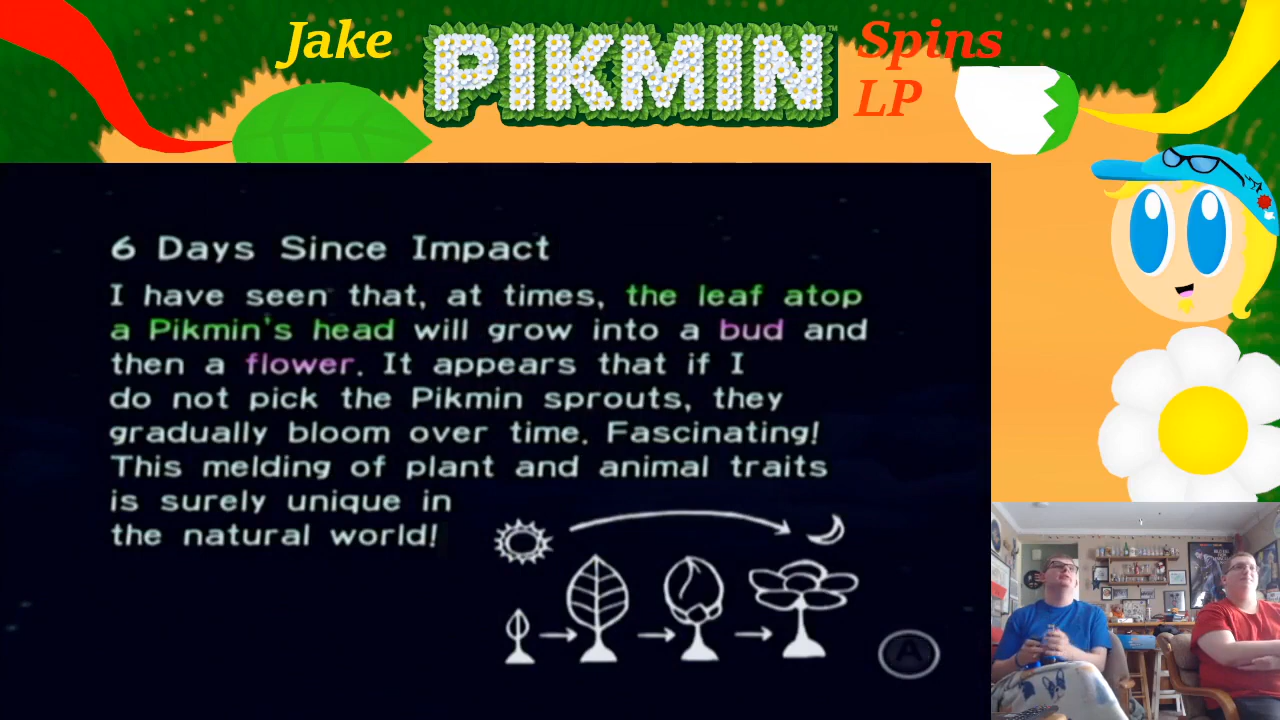 Jake
PIKMIN™
Spins
LP
6 Days Since Impact
I have seen that, at times, the leaf atop
a Pikmin's head will grow into a bud and
then a flower. It appears that if I
do not pick the Pikmin sprouts, they
gradually bloom over time. Fascinating!
This melding of plant and animal traits
is surely unique in
the natural world!
A